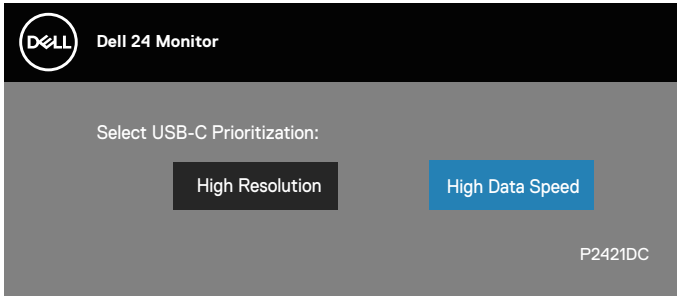 DELL
Dell 24 Monitor
Select USB-C Prioritization:
High Resolution
High Data Speed
P2421DC